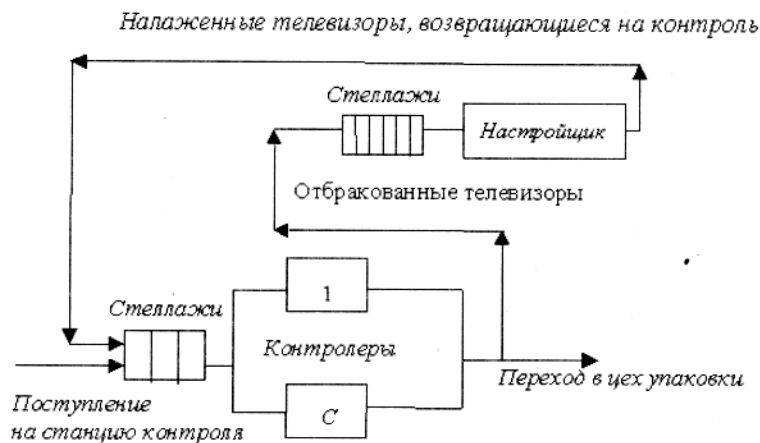 Налаженные телевизоры, возвращающиеся на контроль
Стеллажи
Настройщик
Отбракованные телевизоры
Стеллажи
1
Контролеры
С
Переход в цех упаковки
Поступление
на станцию контроля